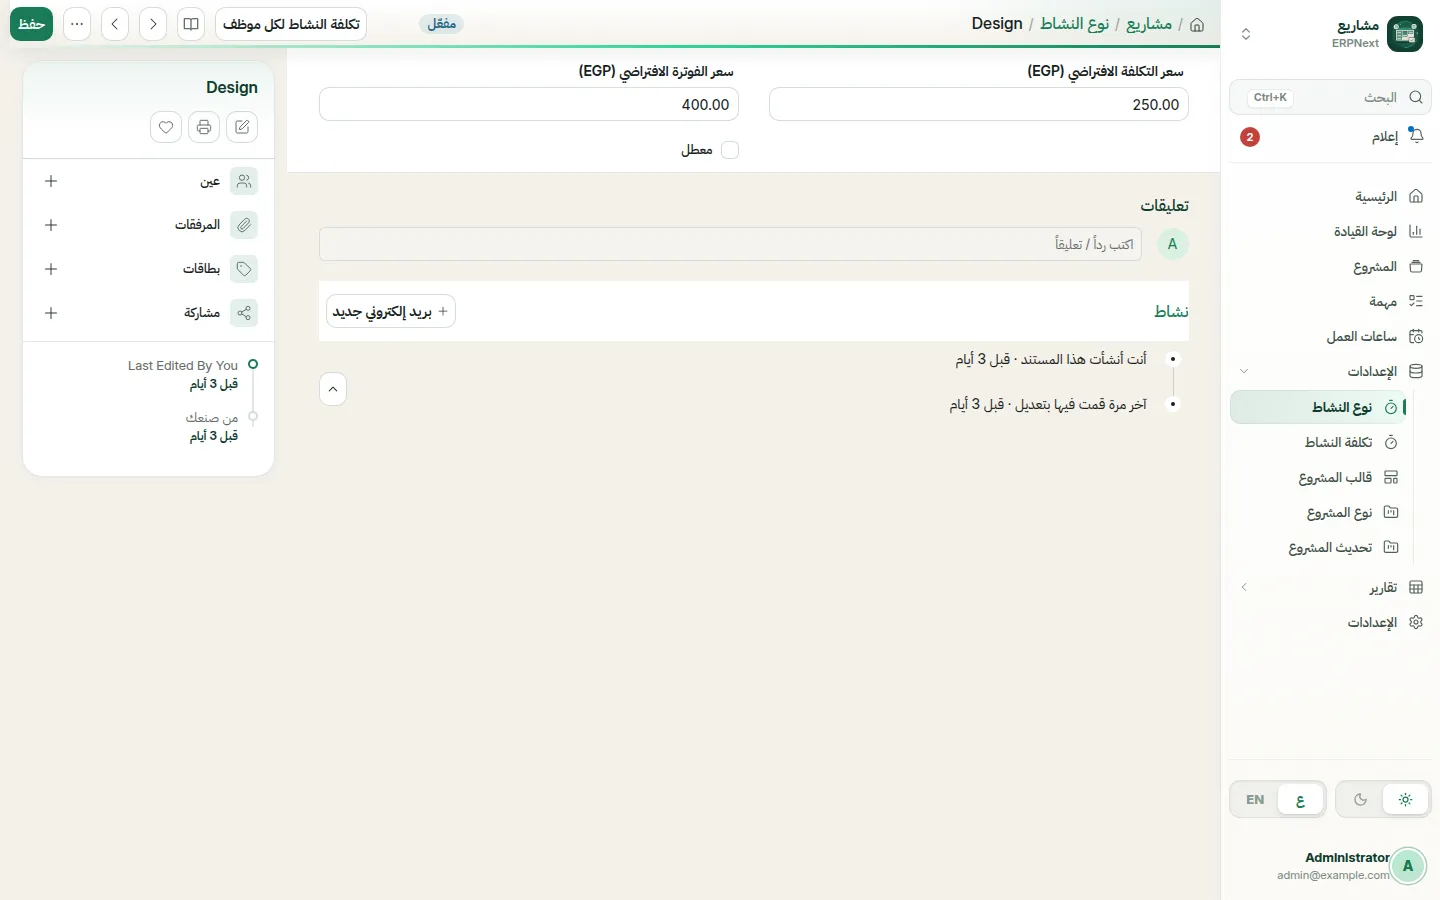 مشاريع
ERPNext
البحث
Ctrl+K
إعلام
2
الرئيسية
لوحة القيادة
المشروع
مهمة
ساعات العمل
الإعدادات
نوع النشاط
تكلفة النشاط
قالب المشروع
نوع المشروع
تحديث المشروع
تقارير
الإعدادات
ع
EN
Administrator
admin@example.com
A
مشاريع / نوع النشاط / Design
مفعّل
تكلفة النشاط لكل موظف
حفظ
سعر التكلفة الافتراضي (EGP)
250.00
سعر الفوترة الافتراضي (EGP)
400.00
معطل
تعليقات
A
اكتب رداً / تعليقاً
نشاط
+ بريد إلكتروني جديد
أنت أنشأت هذا المستند · قبل 3 أيام
آخر مرة قمت فيها بتعديل · قبل 3 أيام
Design
عين
المرفقات
بطاقات
مشاركة
Last Edited By You
قبل 3 أيام
من صنعك
قبل 3 أيام